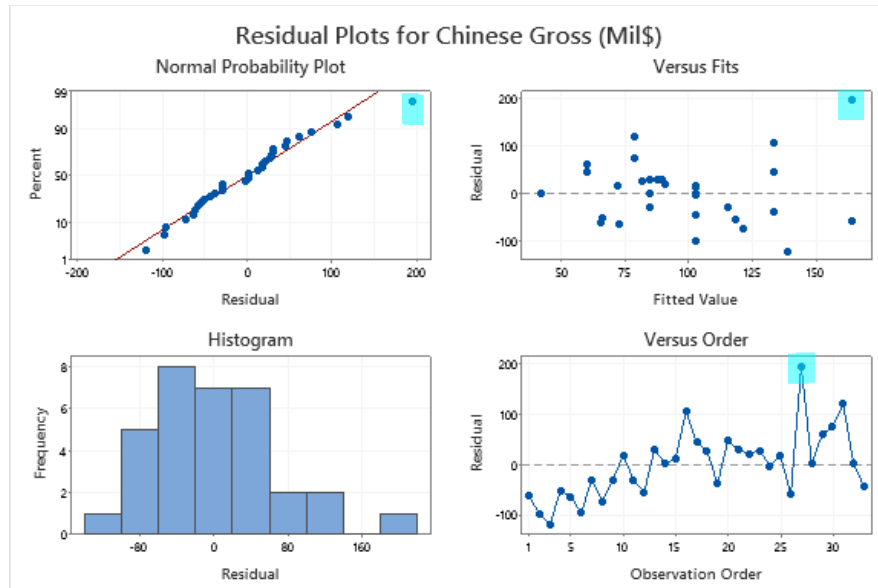 Residual Plots for Chinese Gross (Mil$)
Normal Probability Plot
99
90
50
10
1
Percent
-200 -100 0 100 200
Residual
Versus Fits
200
100
0
-100
Residual
50 75 100 125 150
Fitted Value
Histogram
8
6
4
2
0
Frequency
-80 0 80 160
Residual
Versus Order
200
100
0
-100
Residual
1 5 10 15 20 25 30
Observation Order